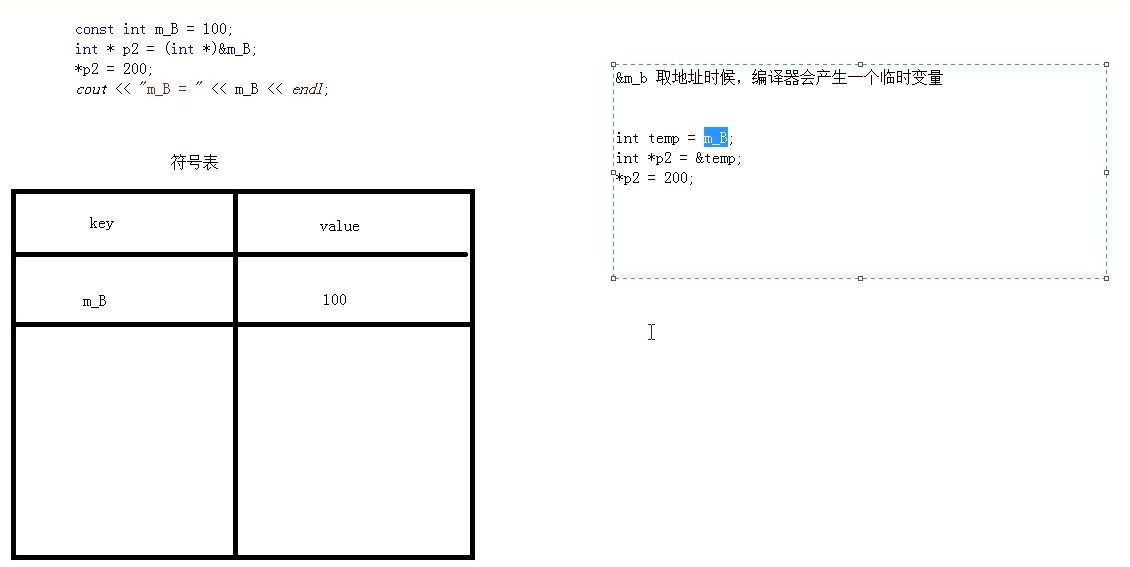 const int m_B = 100;
int * p2 = (int *)&m_B;
*p2 = 200;
cout << "m_B = " << m_B << endl;
符号表
key value
m_B 100
&m_b 取地址时候，编译器会产生一个临时变量
int temp = m_B;
int *p2 = &temp;
*p2 = 200;